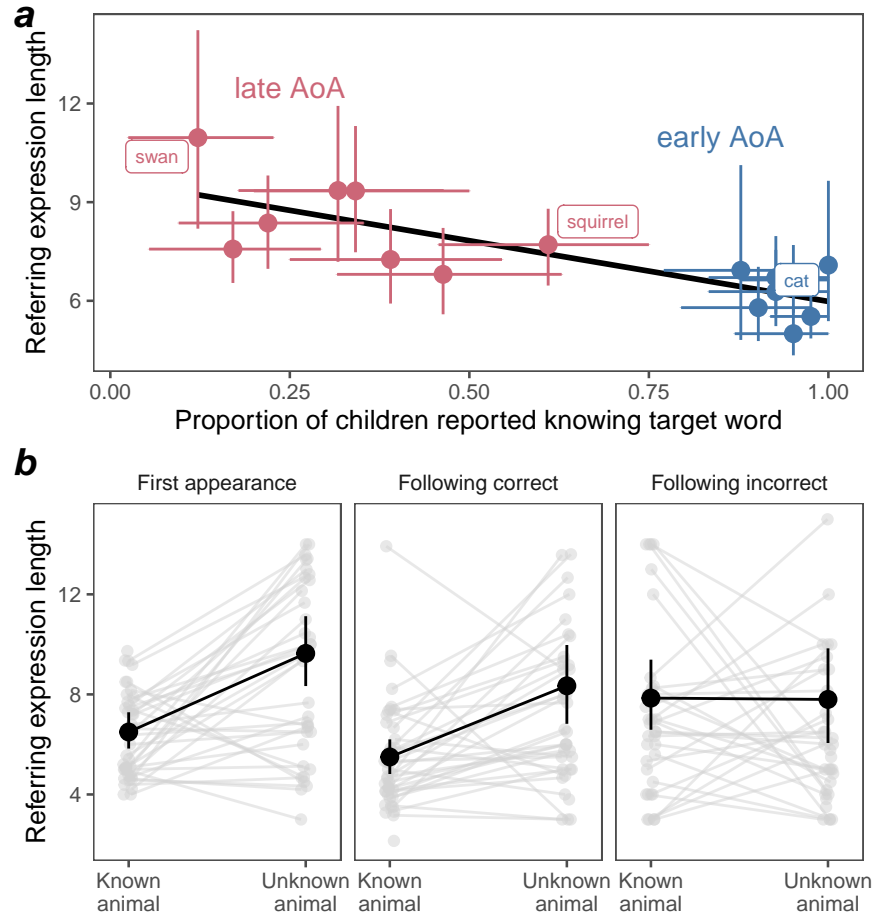 a
Referring expression length
12
9
6
late AoA
early AoA
swan
squirrel
cat
0.00 0.25 0.50 0.75 1.00
Proportion of children reported knowing target word
b
First appearance Following correct Following incorrect
Referring expression length
12
8
4
Known animal Unknown animal Known animal Unknown animal Known animal Unknown animal